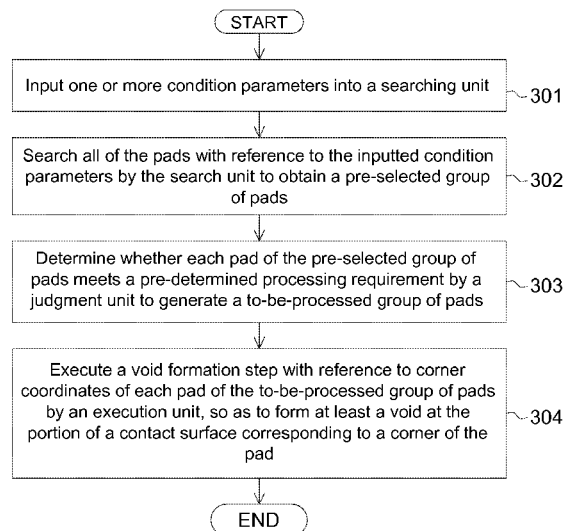 START
Input one or more condition parameters into a searching unit
301
Search all of the pads with reference to the inputted condition
parameters by the search unit to obtain a pre-selected group
of pads
302
Determine whether each pad of the pre-selected group of
pads meets a pre-determined processing requirement by a
judgment unit to generate a to-be-processed group of pads
303
Execute a void formation step with reference to corner
coordinates of each pad of the to-be-processed group of pads
by an execution unit, so as to form at least a void at the
portion of a contact surface corresponding to a corner of the
pad
304
END